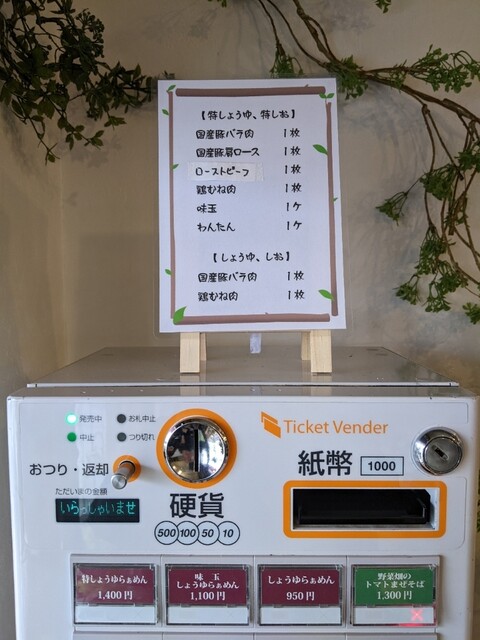 【特しょうゆ、特しお】
国産豚バラ肉 1枚
国産豚肩ロース 1枚
ローストビーフ 1枚
鶏むね肉 1枚
味玉 1ケ
わんたん 1ケ
【しょうゆ、しお】
国産豚バラ肉 1枚
鶏むね肉 1枚
発売中 お札中止
中止 つり切れ
Ticket Vender
おつり・返却
紙幣 1000
ただいまの金額
いらっしゃいませ
硬貨
500 100 50 10
特しょうゆらぁめん
1,400円
味玉
しょうゆらぁめん
1,100円
しょうゆらぁめん
950円
野菜畑の
トマトまぜそば
1,300円